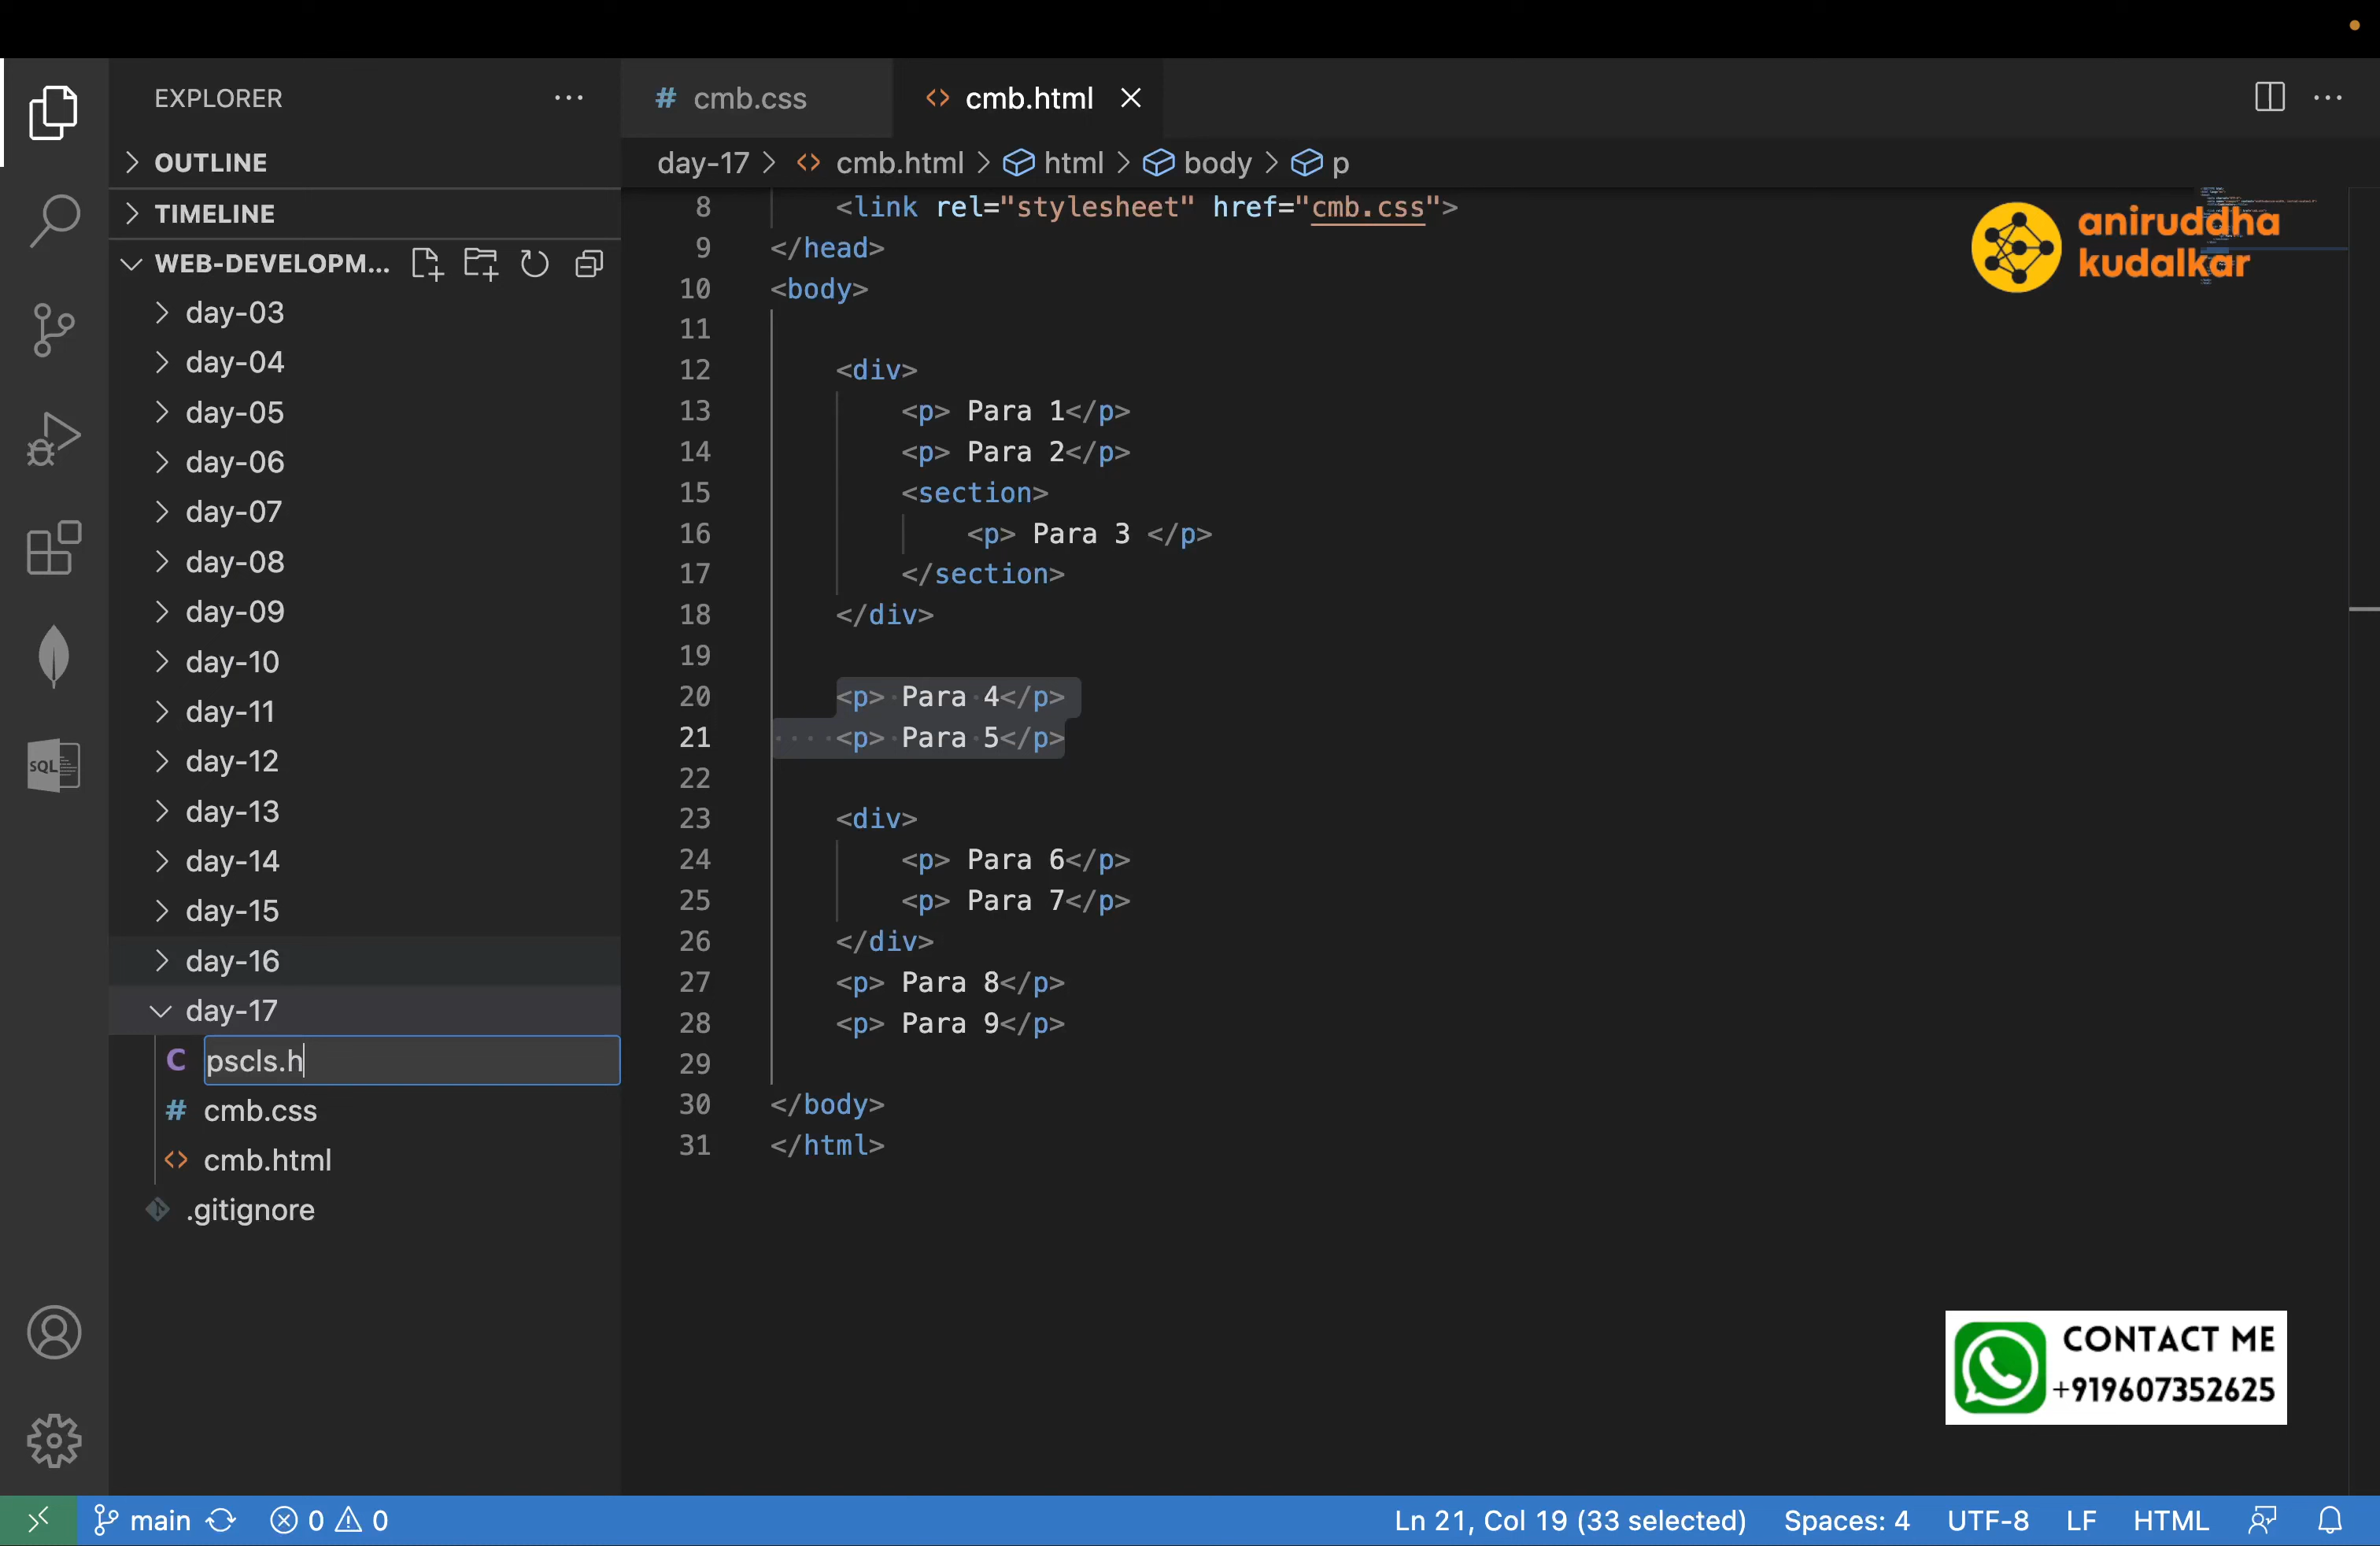 EXPLORER
OUTLINE
TIMELINE
WEB-DEVELOPM...
day-03
day-04
day-05
day-06
day-07
day-08
day-09
day-10
day-11
day-12
day-13
day-14
day-15
day-16
day-17
pscls.h
cmb.css
cmb.html
.gitignore
SQL
cmb.css
cmb.html
day-17 > cmb.html > html > body > p
8 <link rel="stylesheet" href="cmb.css">
9 </head>
10 <body>
11
12 <div>
13 <p> Para 1</p>
14 <p> Para 2</p>
15 <section>
16 <p> Para 3 </p>
17 </section>
18 </div>
19
20 <p> Para 4</p>
21 <p> Para 5</p>
22
23 <div>
24 <p> Para 6</p>
25 <p> Para 7</p>
26 </div>
27 <p> Para 8</p>
28 <p> Para 9</p>
29
30 </body>
31 </html>
aniruddha
kudalkar
CONTACT ME
+919607352625
main 0 0 Ln 21, Col 19 (33 selected) Spaces: 4 UTF-8 LF HTML